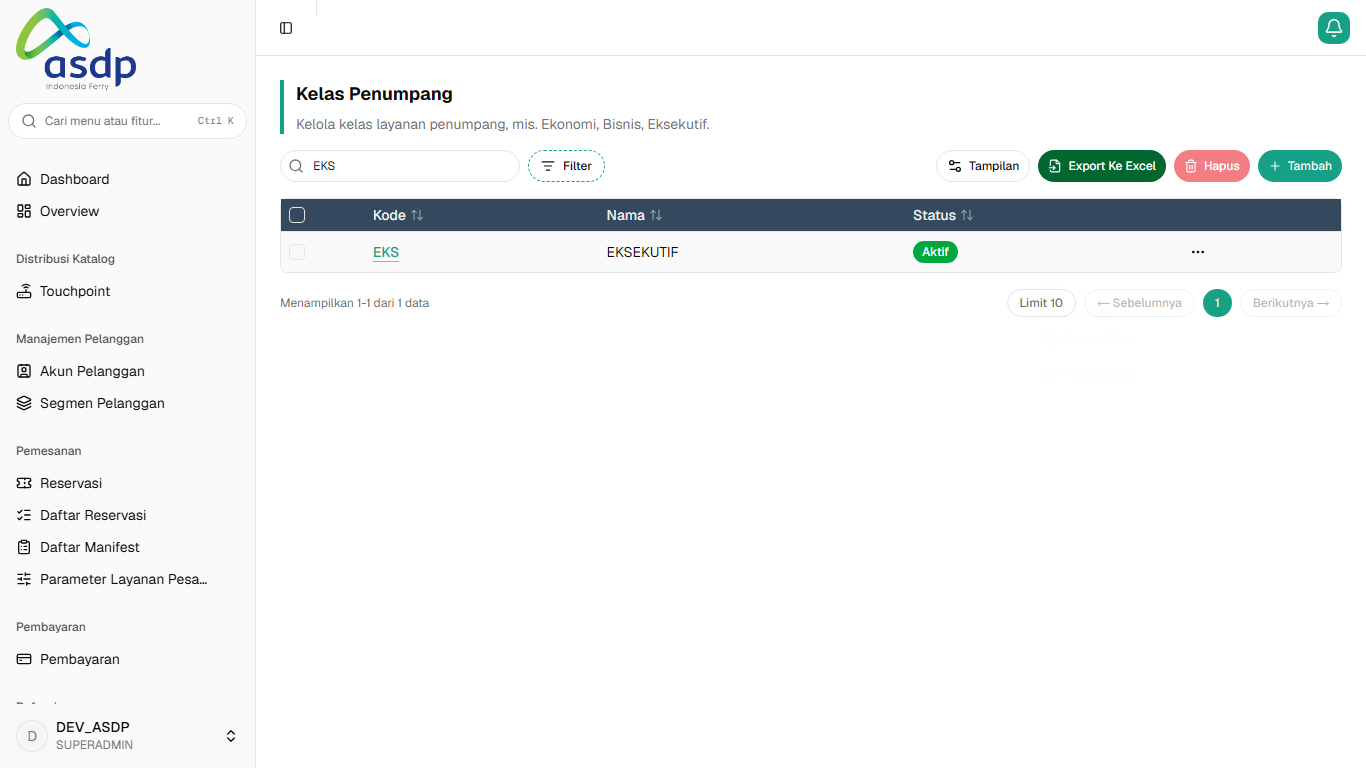 asdp
Indonesia Ferry
Cari menu atau fitur...
Ctrl K
Dashboard
Overview
Distribusi Katalog
Touchpoint
Manajemen Pelanggan
Akun Pelanggan
Segmen Pelanggan
Pemesanan
Reservasi
Daftar Reservasi
Daftar Manifest
Parameter Layanan Pesa...
Pembayaran
Pembayaran
D
DEV_ASDP
SUPERADMIN
Kelas Penumpang
Kelola kelas layanan penumpang, mis. Ekonomi, Bisnis, Eksekutif.
EKS
Filter
Tampilan
Export Ke Excel
Hapus
Tambah
Kode
Nama
Status
EKS
EKSEKUTIF
Aktif
Menampilkan 1-1 dari 1 data
Limit 10
← Sebelumnya
1
Berikutnya →